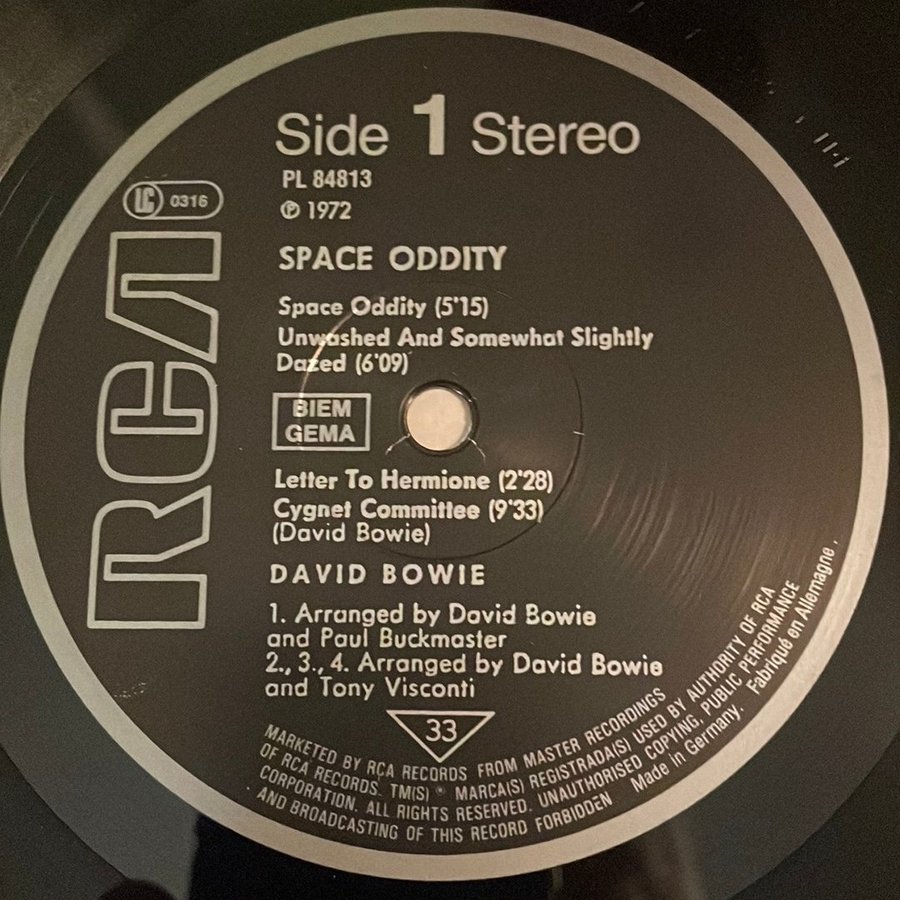 Side 1 Stereo
PL 84813
℗ 1972
LC 0316
RCA
SPACE ODDITY
Space Oddity (5'15)
Unwashed And Somewhat Slightly
Dazed (6'09)
BIEM
GEMA
Letter To Hermione (2'28)
Cygnet Committee (9'33)
(David Bowie)
DAVID BOWIE
1. Arranged by David Bowie
and Paul Buckmaster
2., 3., 4. Arranged by David Bowie
and Tony Visconti
33
MARKETED BY RCA RECORDS FROM MASTER RECORDINGS
OF RCA RECORDS. TM(S) ® MARCA(S) REGISTRADA(S) USED BY AUTHORITY OF RCA
CORPORATION. ALL RIGHTS RESERVED. UNAUTHORISED COPYING, PUBLIC PERFORMANCE
AND BROADCASTING OF THIS RECORD FORBIDDEN Made in Germany. Fabriqué en Allemagne.